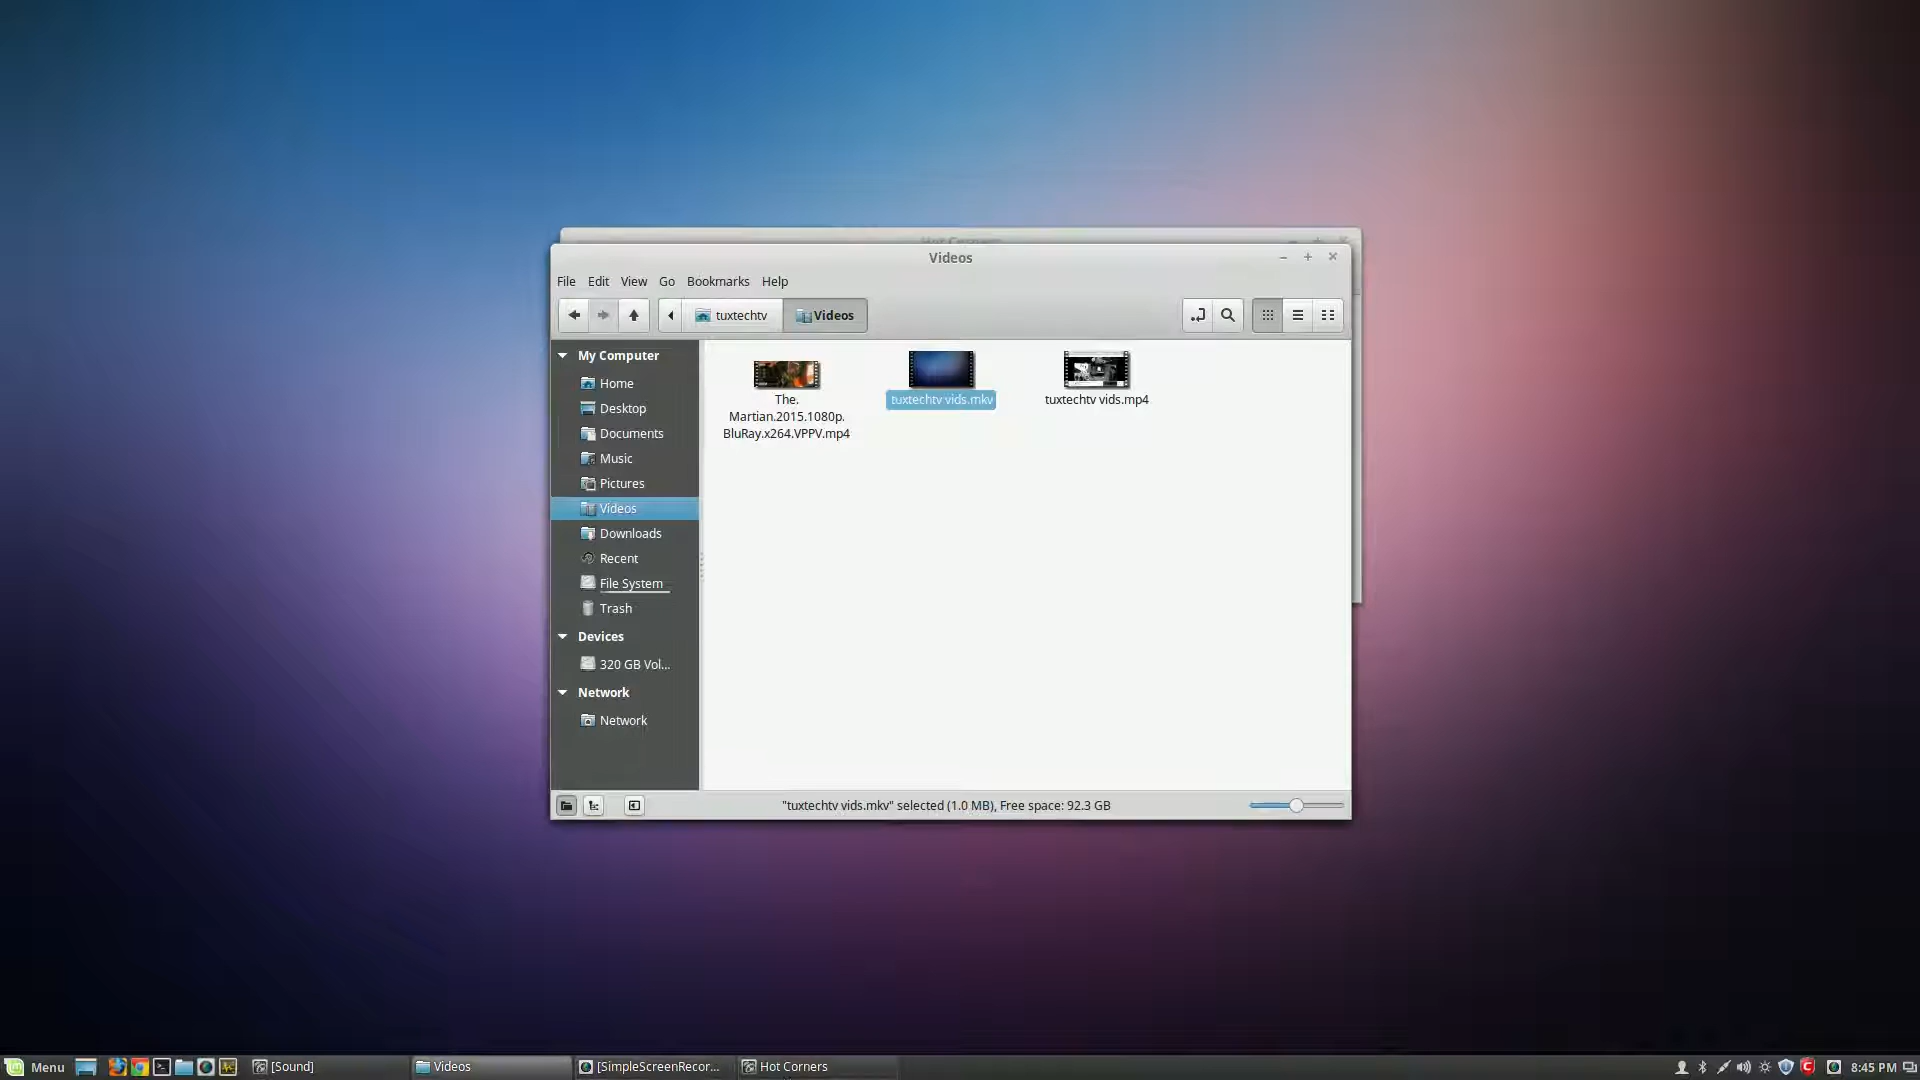 Hot Corners
Videos
File Edit View Go Bookmarks Help
tuxtechtv Videos
My Computer
Home
Desktop
Documents
Music
Pictures
Videos
Downloads
Recent
File System
Trash
Devices
320 GB Vol...
Network
Network
The.
Martian.2015.1080p.
BluRay.x264.VPPV.mp4
tuxtechtv vids.mkv
tuxtechtv vids.mp4
"tuxtechtv vids.mkv" selected (1.0 MB), Free space: 92.3 GB
Menu [Sound] Videos [SimpleScreenRecor... Hot Corners 8:45 PM